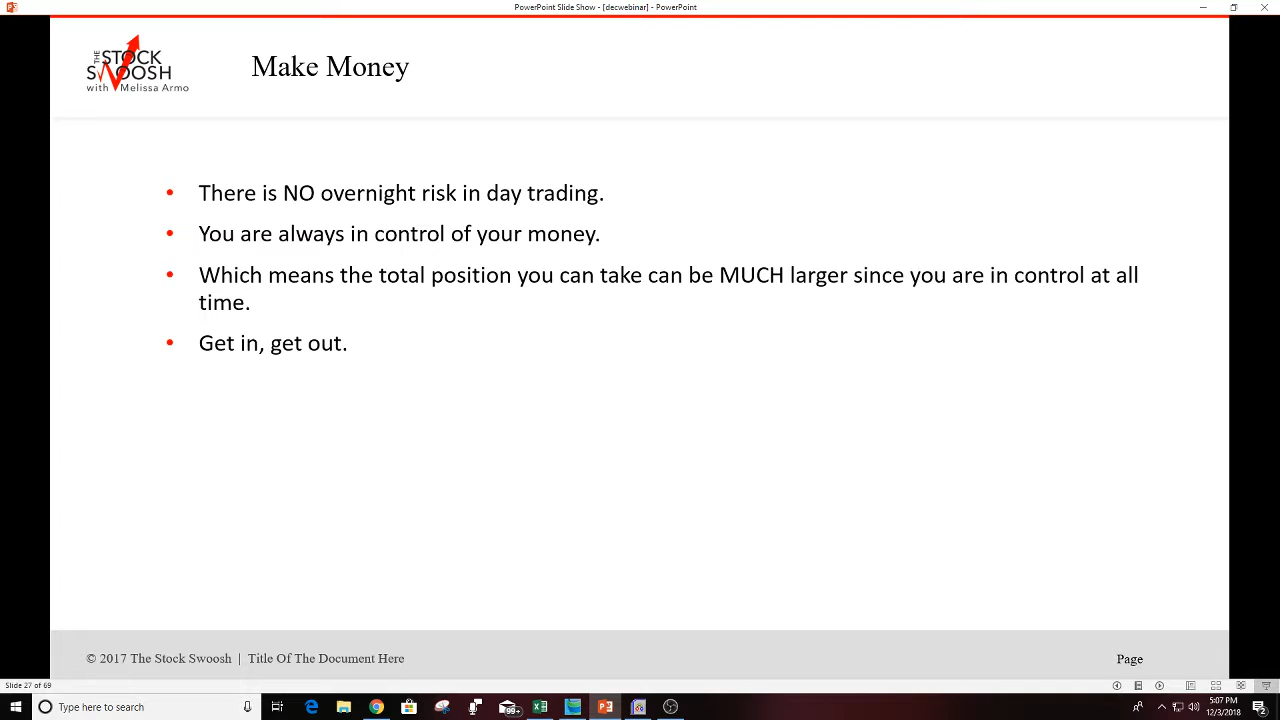 PowerPoint Slide Show - [decwebinar] - PowerPoint
THE STOCK
SWOOSH
with Melissa Armo
Make Money
• There is NO overnight risk in day trading.
• You are always in control of your money.
• Which means the total position you can take can be MUCH larger since you are in control at all
time.
• Get in, get out.
© 2017 The Stock Swoosh | Title Of The Document Here
Page
Slide 27 of 69
Type here to search
99+
5:07 PM
12/3/2018
2